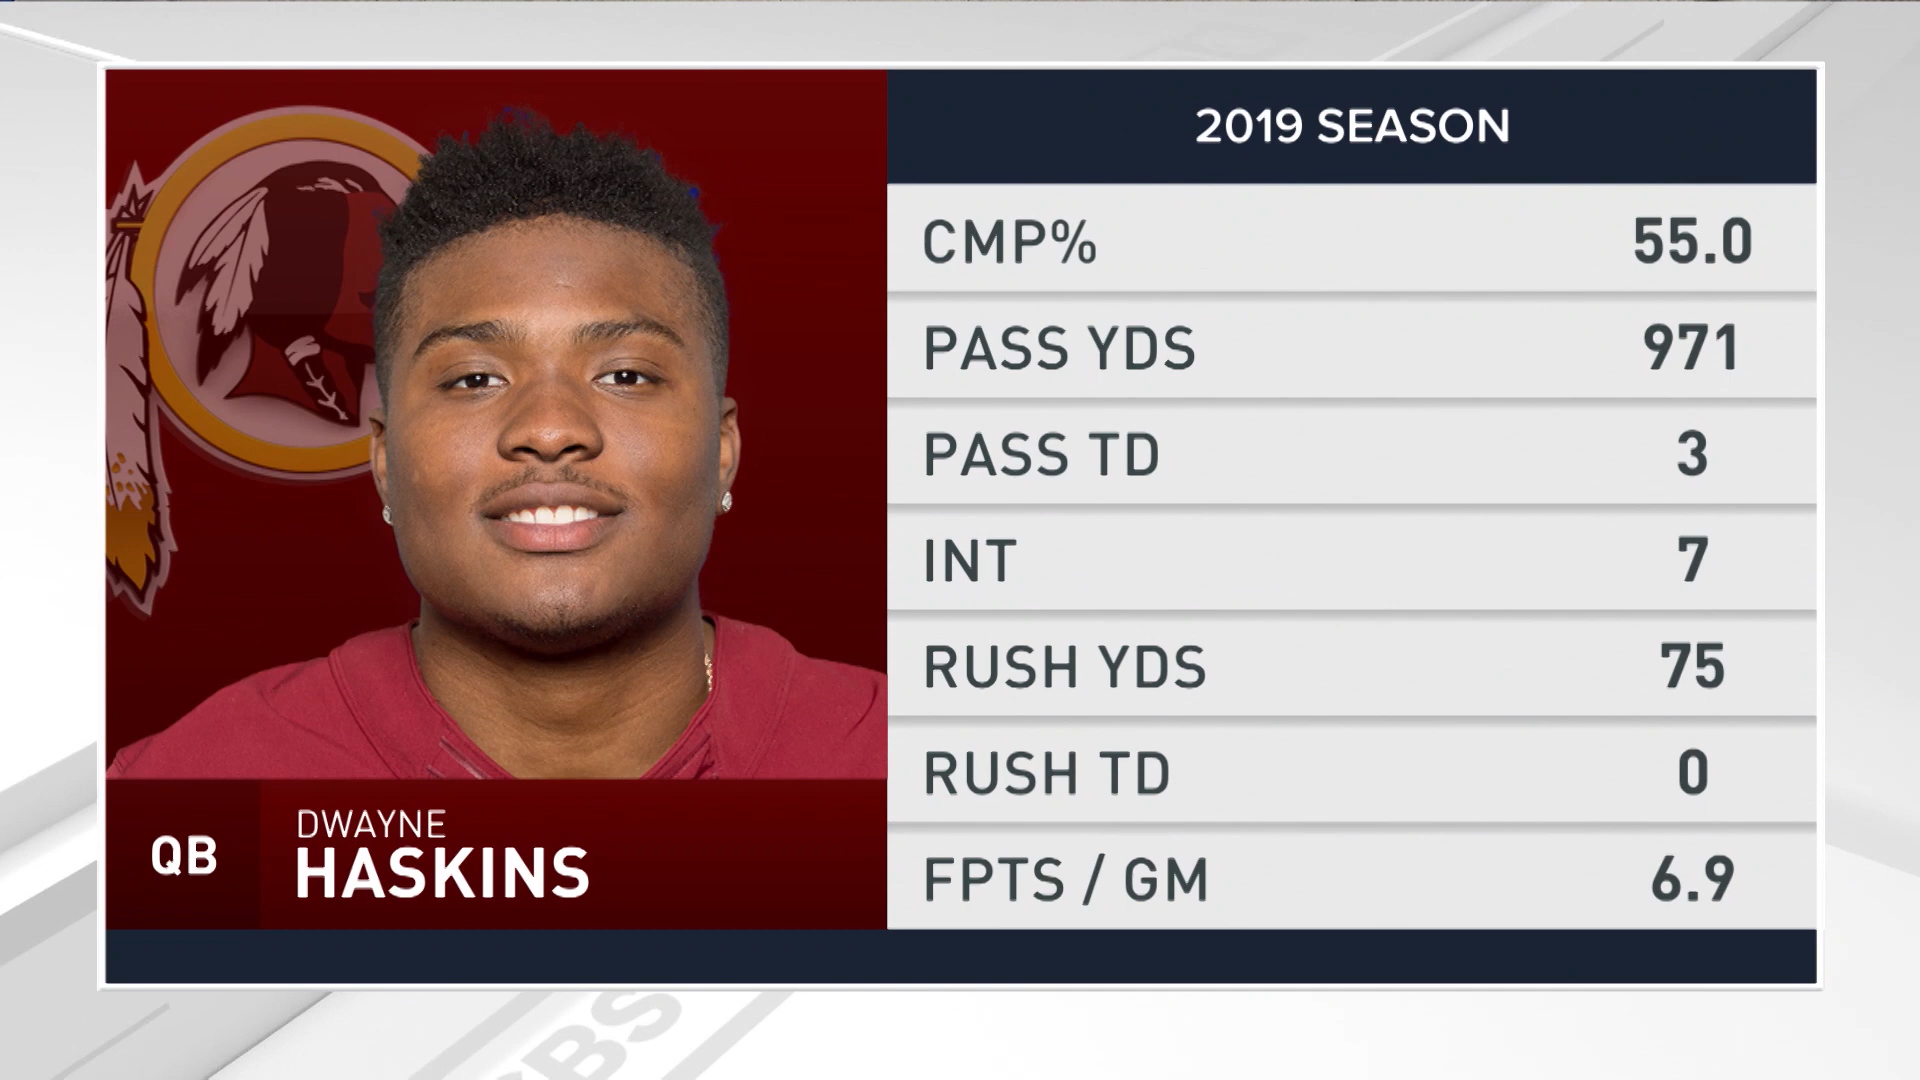 2019 SEASON
CMP% 55.0
PASS YDS 971
PASS TD 3
INT 7
RUSH YDS 75
RUSH TD 0
FPTS / GM 6.9
QB
DWAYNE
HASKINS
CBS